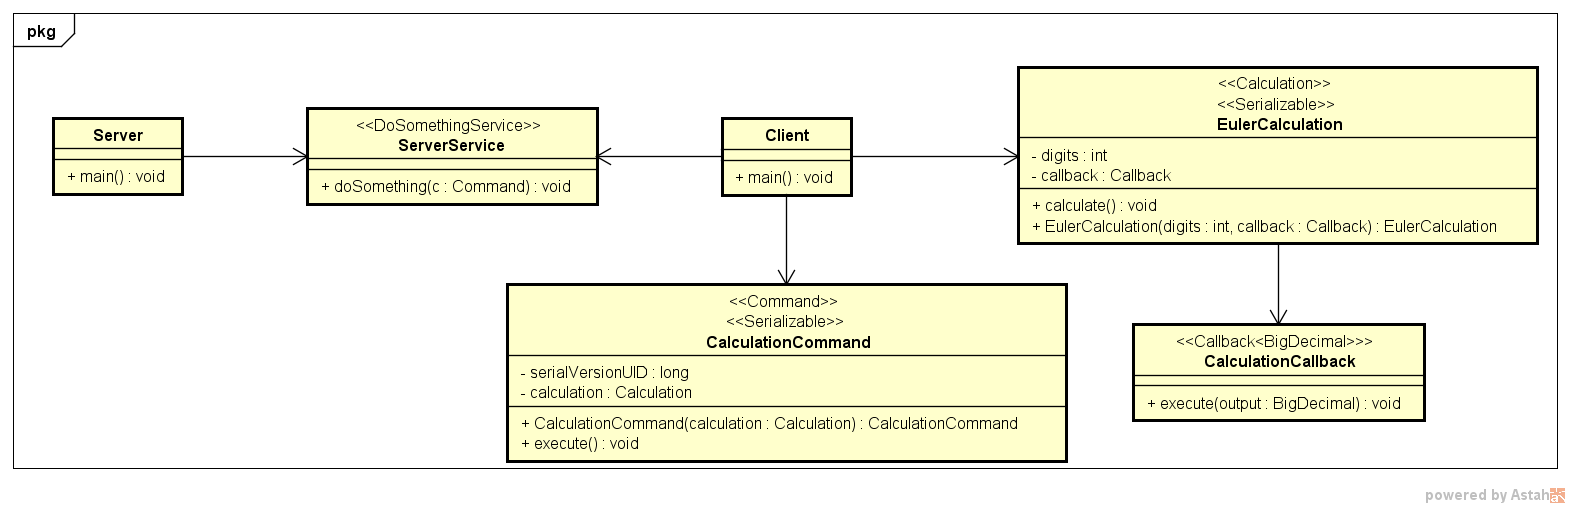 pkg
Server
+ main() : void
<<DoSomethingService>>
ServerService
+ doSomething(c : Command) : void
Client
+ main() : void
<<Calculation>>
<<Serializable>>
EulerCalculation
- digits : int
- callback : Callback
+ calculate() : void
+ EulerCalculation(digits : int, callback : Callback) : EulerCalculation
<<Command>>
<<Serializable>>
CalculationCommand
- serialVersionUID : long
- calculation : Calculation
+ CalculationCommand(calculation : Calculation) : CalculationCommand
+ execute() : void
<<Callback<BigDecimal>>>
CalculationCallback
+ execute(output : BigDecimal) : void
powered by Astah